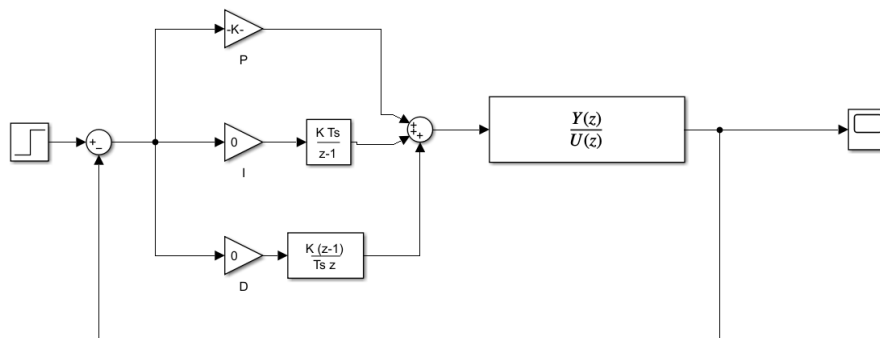 -K-
P
0
I
K Ts
z-1
0
D
K (z-1)
Ts z
+
−
+
+
+
Y(z)
U(z)